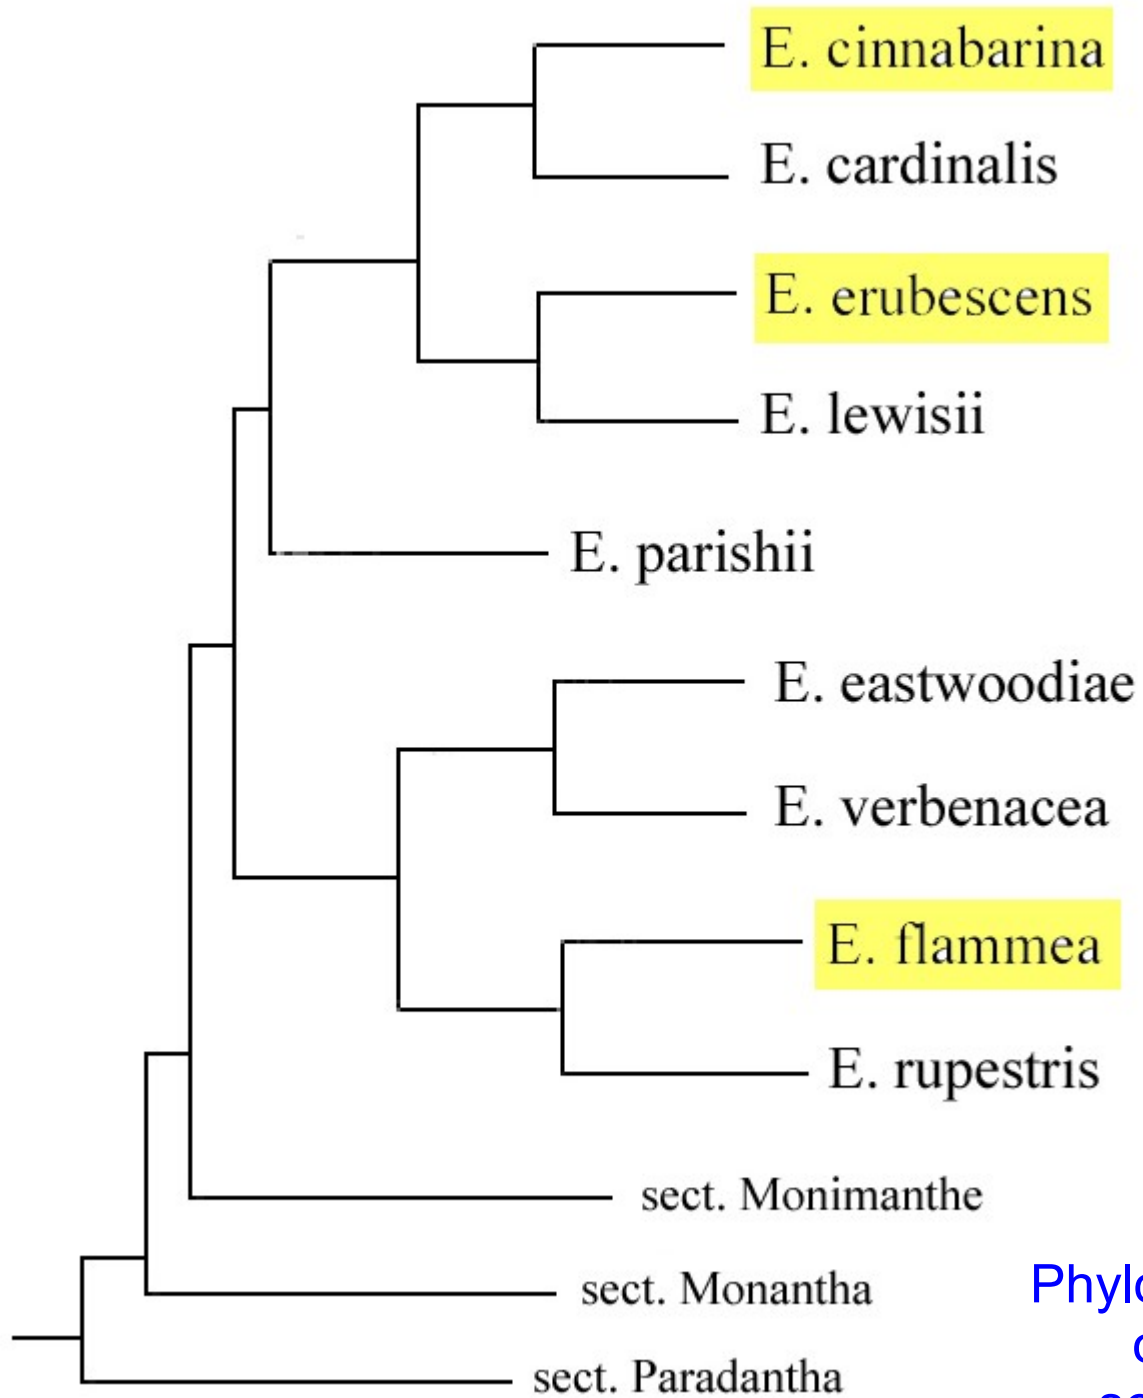 E. cinnabarina
E. cardinalis
E. erubescens
E. lewisii
E. parishii
E. eastwoodiae
E. verbenacea
E. flammea
E. rupestris
sect. Monimanthe
sect. Monantha
sect. Paradantha